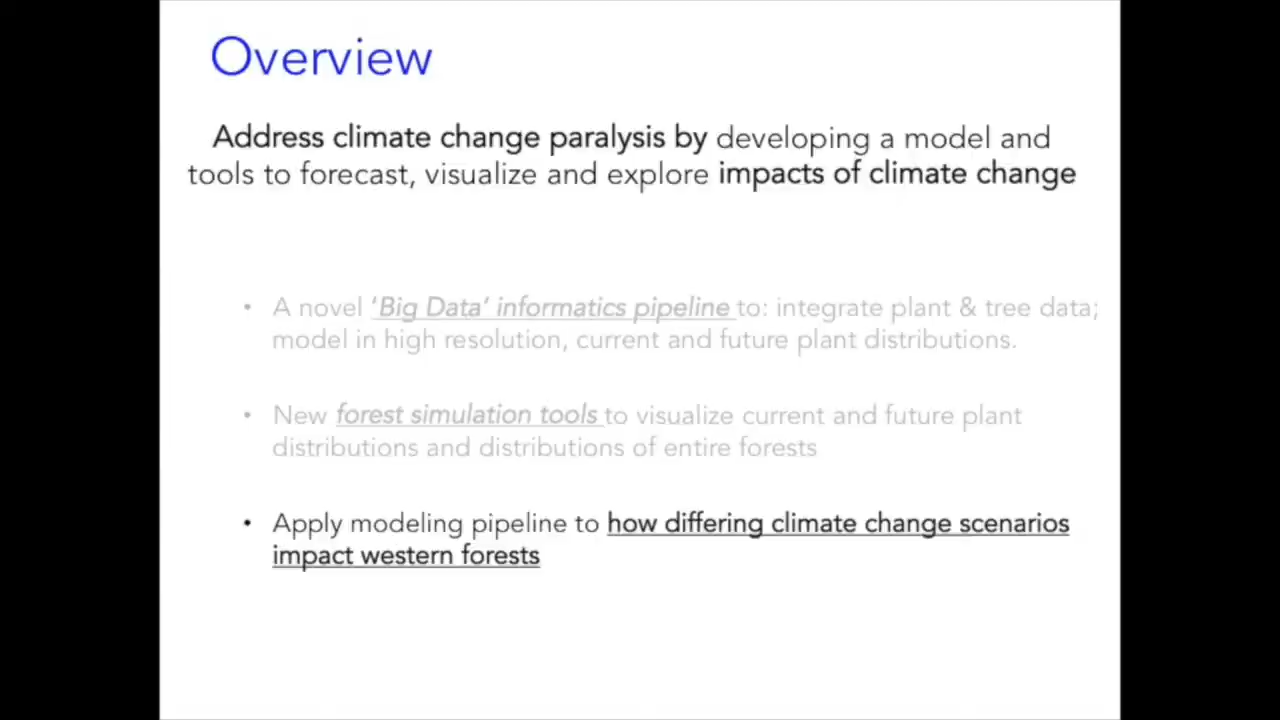 Overview
Address climate change paralysis by developing a model and
tools to forecast, visualize and explore impacts of climate change
• A novel ‘Big Data’ informatics pipeline to: integrate plant & tree data;
model in high resolution, current and future plant distributions.
• New forest simulation tools to visualize current and future plant
distributions and distributions of entire forests
• Apply modeling pipeline to how differing climate change scenarios
impact western forests